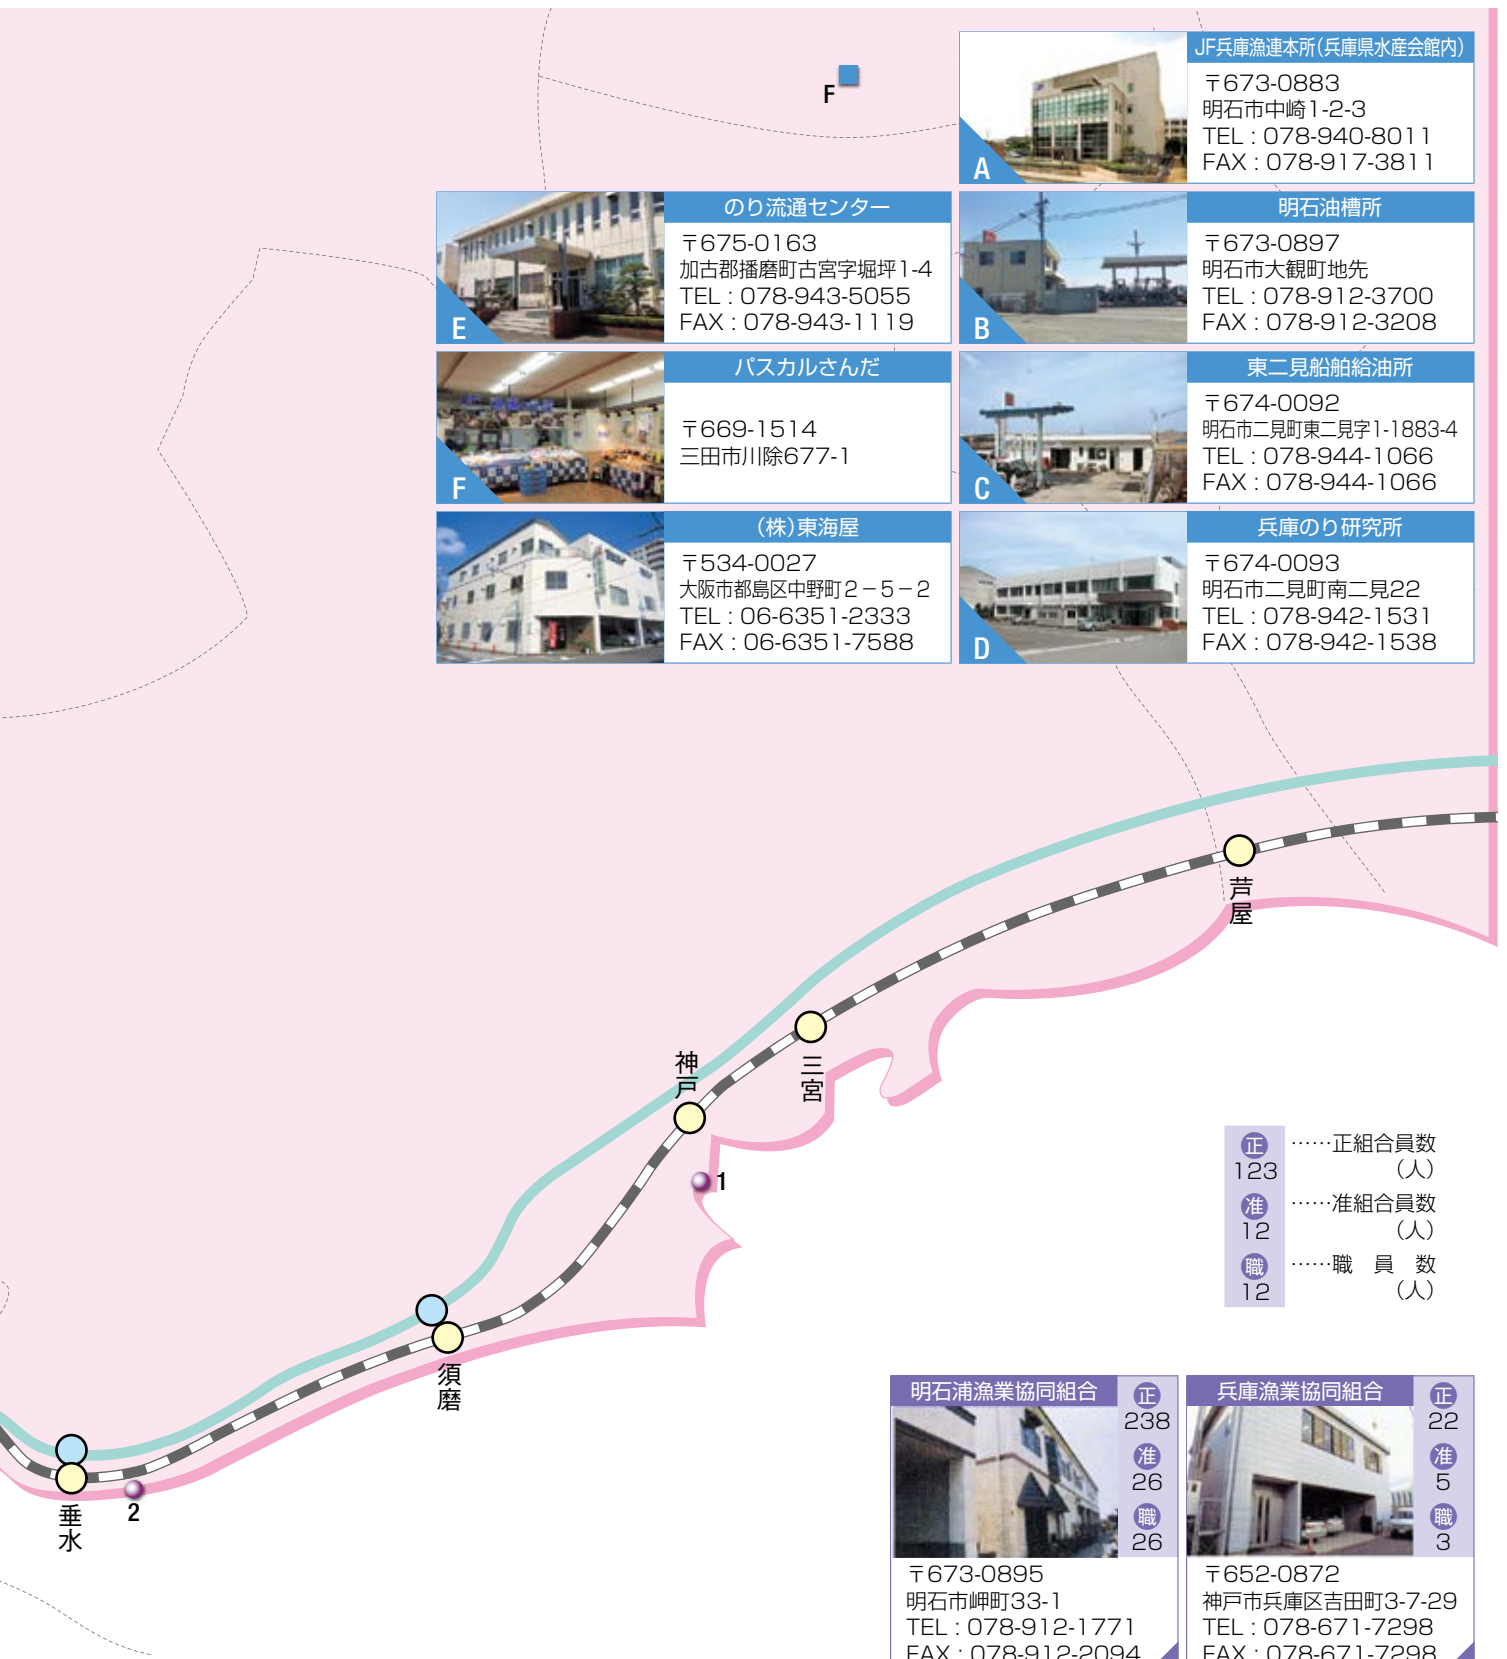 F
A
JF兵庫漁連本所(兵庫県水産会館内)
〒673-0883
明石市中崎1-2-3
TEL : 078-940-8011
FAX : 078-917-3811
E
のり流通センター
〒675-0163
加古郡播磨町古宮字堀坪1-4
TEL : 078-943-5055
FAX : 078-943-1119
B
明石油槽所
〒673-0897
明石市大観町地先
TEL : 078-912-3700
FAX : 078-912-3208
F
パスカルさんだ
〒669-1514
三田市川除677-1
C
東二見船舶給油所
〒674-0092
明石市二見町東二見字1-1883-4
TEL : 078-944-1066
FAX : 078-944-1066
(株)東海屋
〒534-0027
大阪市都島区中野町2-5-2
TEL : 06-6351-2333
FAX : 06-6351-7588
D
兵庫のり研究所
〒674-0093
明石市二見町南二見22
TEL : 078-942-1531
FAX : 078-942-1538
芦屋
三宮
神戸
1
須磨
垂水
2
正 ……正組合員数
123 (人)
准 ……准組合員数
12 (人)
職 ……職 員 数
12 (人)
明石浦漁業協同組合
正
238
准
26
職
26
〒673-0895
明石市岬町33-1
TEL : 078-912-1771
FAX : 078-912-2094
兵庫漁業協同組合
正
22
准
5
職
3
〒652-0872
神戸市兵庫区吉田町3-7-29
TEL : 078-671-7298
FAX : 078-671-7298